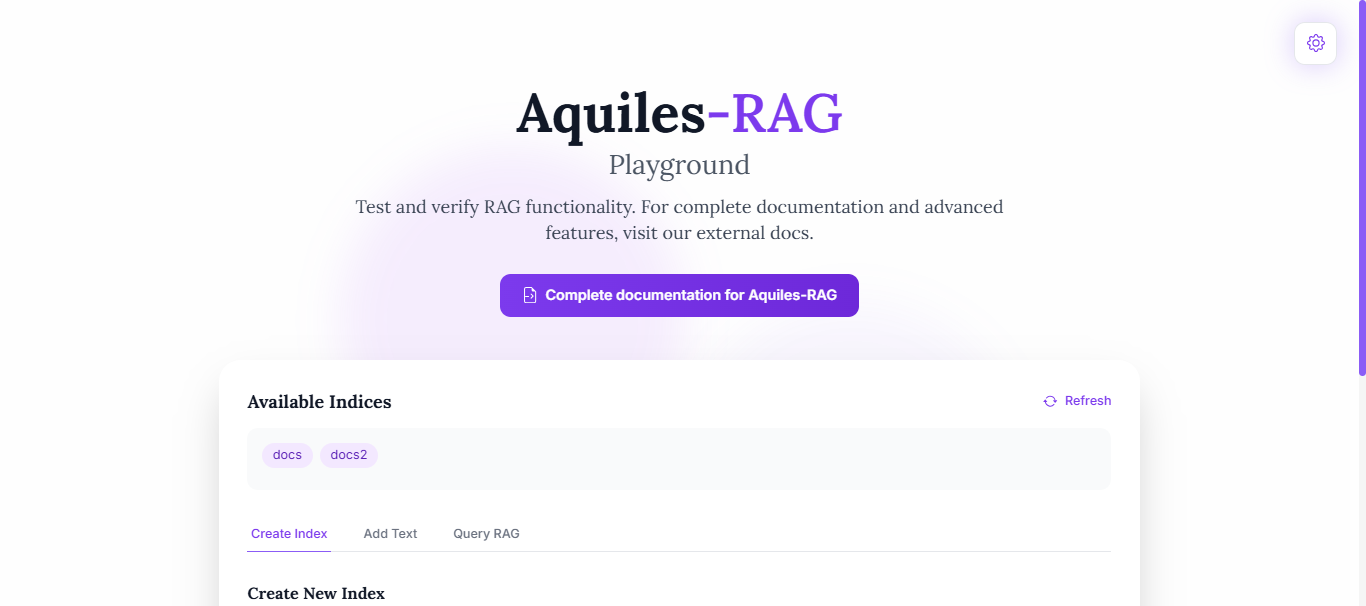 Aquiles-RAG
Playground
Test and verify RAG functionality. For complete documentation and advanced
features, visit our external docs.
Complete documentation for Aquiles-RAG
Available Indices
Refresh
docs docs2
Create Index Add Text Query RAG
Create New Index